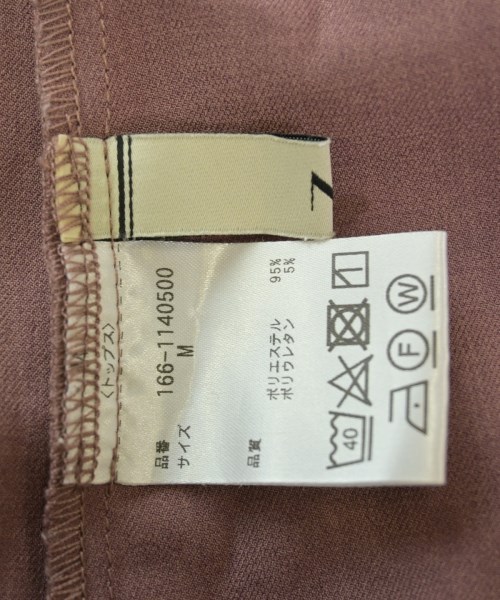 〈トップス〉
品番 166-1140500
サイズ M
品質 ポリエステル 95%
ポリウレタン 5%
40
F W
7